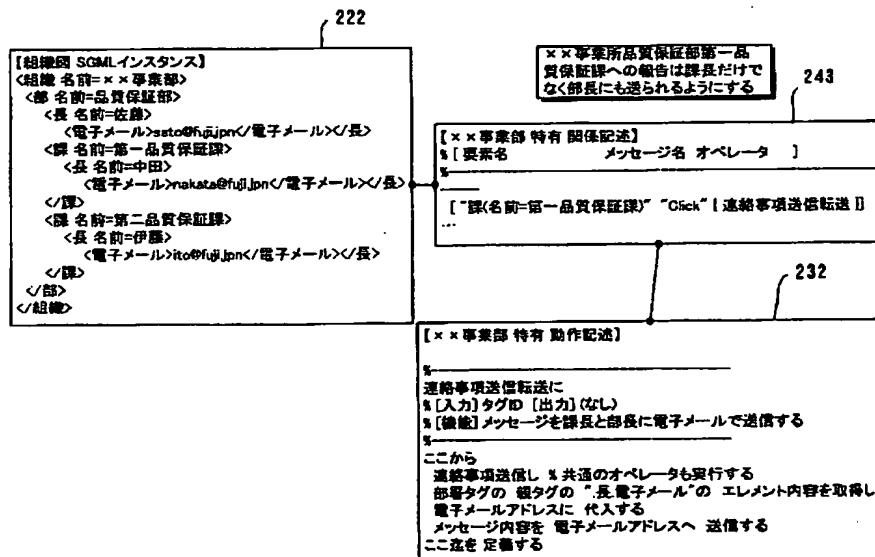 222
【組織図 SGMLインスタンス】
<組織 名前=××事業部>
<部 名前=品質保証部>
<長 名前=佐藤>
<電子メール>sato@fuji.jpn</電子メール></長>
<課 名前=第一品質保証課>
<長 名前=中田>
<電子メール>nakata@fuji.jpn</電子メール></長>
</課>
<課 名前=第二品質保証課>
<長 名前=伊藤>
<電子メール>ito@fuji.jpn</電子メール></長>
</課>
</部>
</組織>
××事業所品質保証部第一品
質保証課への報告は課長だけで
なく部長にも送られるようにする
243
【××事業部 特有 関係記述】
% [ 要素名 メッセージ名 オペレータ ]
%
[ "課(名前=第一品質保証課)" "Click" [ 連絡事項送信転送 ]]
...
232
【××事業部 特有 動作記述】
%
連絡事項送信転送に
% [入力] タグID [出力] (なし)
% [機能] メッセージを課長と部長に電子メールで送信する
%
ここから
連絡事項送信し % 共通のオペレータも実行する
部署タグの 親タグの ".長.電子メール"の エレメント内容を取得し
電子メールアドレスに 代入する
メッセージ内容を 電子メールアドレスへ 送信する
ここ迄を 定義する